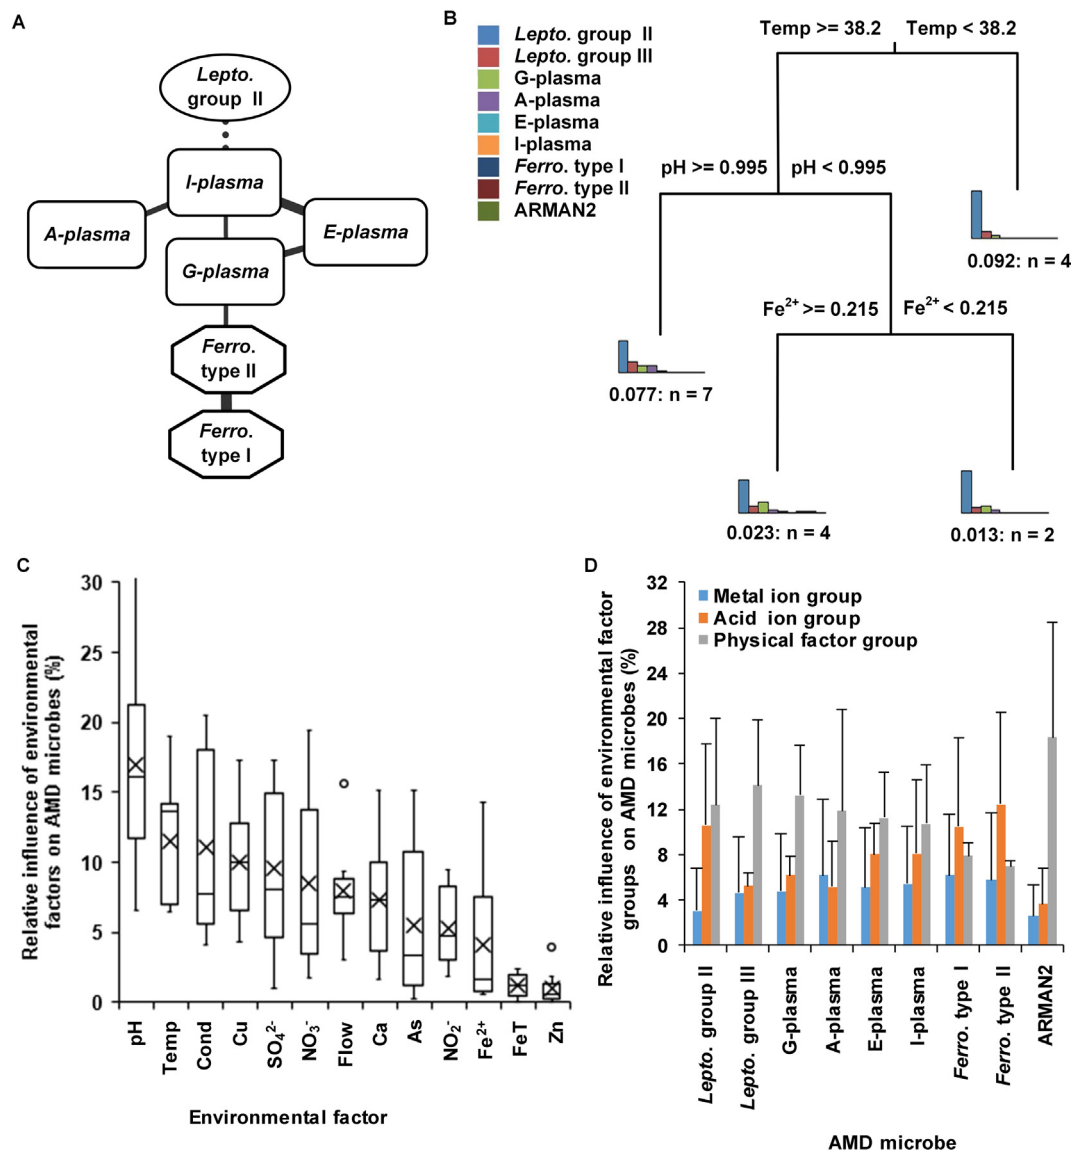 A
Lepto.
group II
I-plasma
A-plasma
E-plasma
G-plasma
Ferro.
type II
Ferro.
type I
B
Lepto. group II
Lepto. group III
G-plasma
A-plasma
E-plasma
I-plasma
Ferro. type I
Ferro. type II
ARMAN2
Temp >= 38.2 Temp < 38.2
pH >= 0.995 pH < 0.995
0.092: n = 4
Fe2+ >= 0.215 Fe2+ < 0.215
0.077: n = 7
0.023: n = 4
0.013: n = 2
C
Relative influence of environmental
factors on AMD microbes (%)
30
25
20
15
10
5
0
pH
Temp
Cond
Cu
SO42-
NO3-
Flow
Ca
As
NO2-
Fe2+
FeT
Zn
Environmental factor
D
Relative influence of environmental factor
groups on AMD microbes (%)
32
28
24
20
16
12
8
4
0
Metal ion group
Acid ion group
Physical factor group
Lepto. group II
Lepto. group III
G-plasma
A-plasma
E-plasma
I-plasma
Ferro. type I
Ferro. type II
ARMAN2
AMD microbe